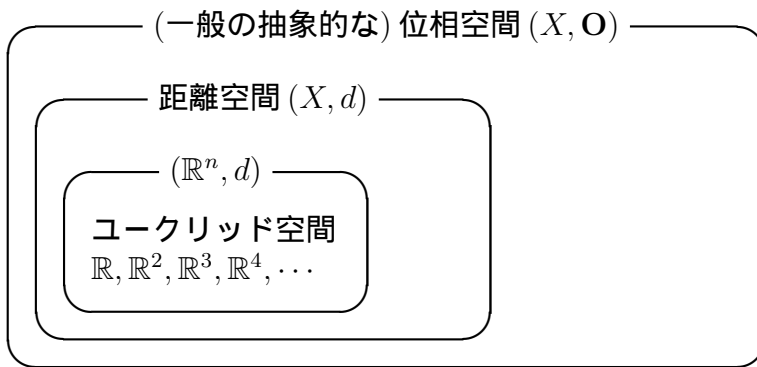 (一般の抽象的な) 位相空間 (X, O)
距離空間 (X, d)
(ℝⁿ, d)
ユークリッド空間
ℝ, ℝ², ℝ³, ℝ⁴, ⋯